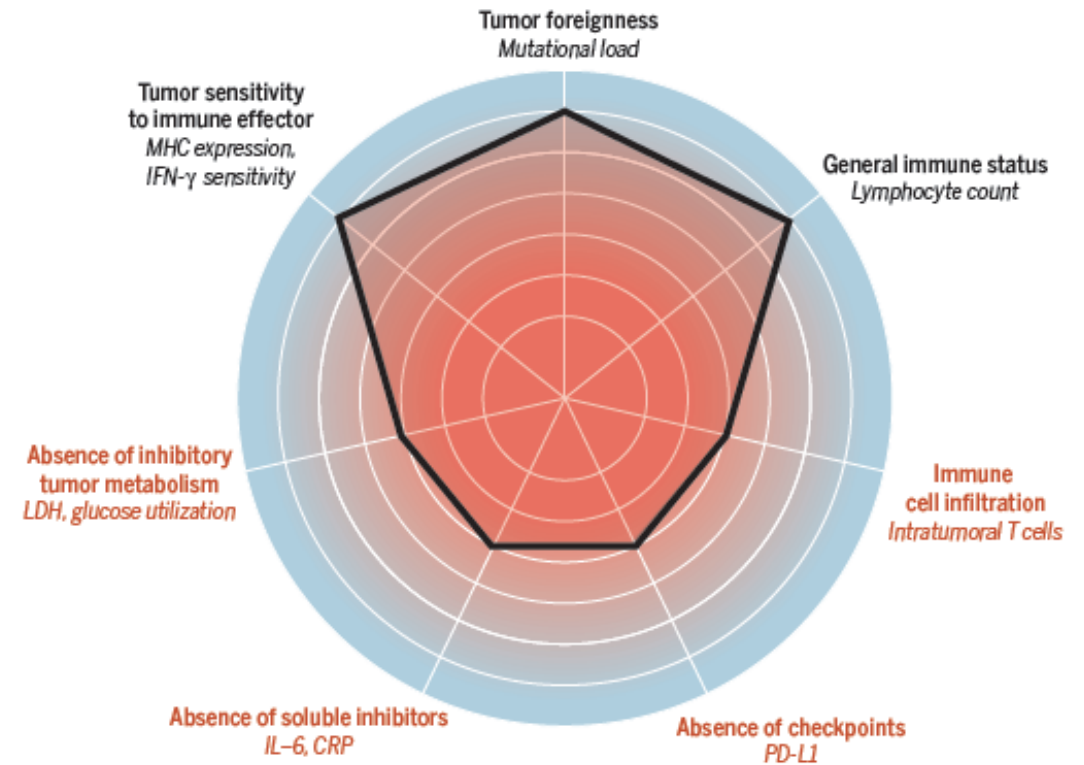 Tumor foreignness
Mutational load
Tumor sensitivity
to immune effector
MHC expression,
IFN-γ sensitivity
General immune status
Lymphocyte count
Absence of inhibitory
tumor metabolism
LDH, glucose utilization
Immune
cell infiltration
Intratumoral T cells
Absence of soluble inhibitors
IL–6, CRP
Absence of checkpoints
PD-L1